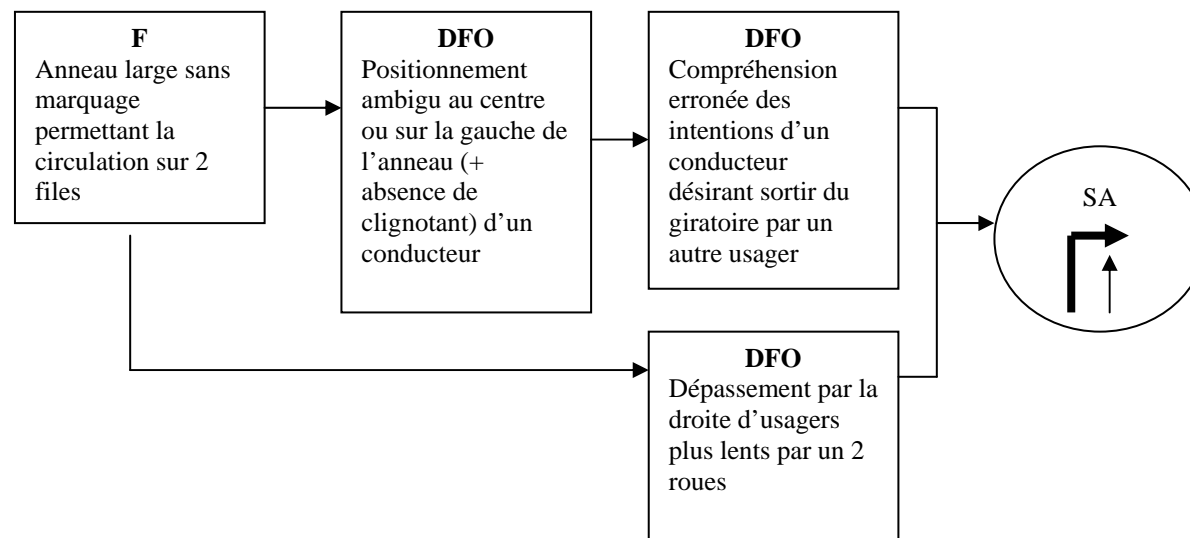 F
Anneau large sans
marquage
permettant la
circulation sur 2
files
DFO
Positionnement
ambigu au centre
ou sur la gauche de
l’anneau (+
absence de
clignotant) d’un
conducteur
DFO
Compréhension
erronée des
intentions d’un
conducteur
désirant sortir du
giratoire par un
autre usager
SA
DFO
Dépassement par la
droite d’usagers
plus lents par un 2
roues